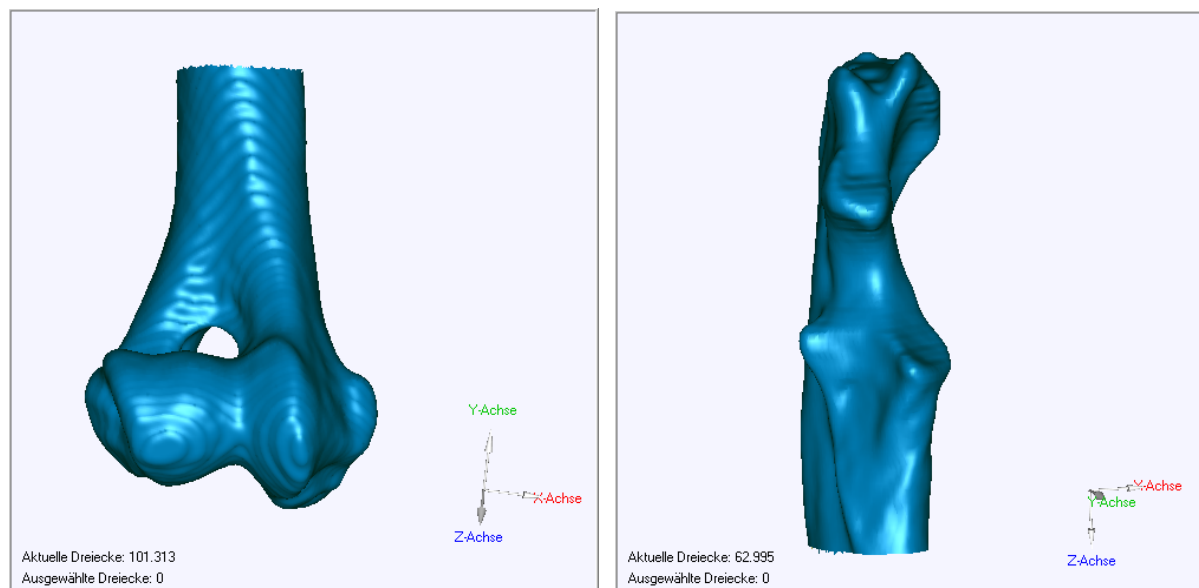 Y-Achse
X-Achse
Z-Achse
Aktuelle Dreiecke: 101.313
Ausgewählte Dreiecke: 0
X-Achse
Y-Achse
Z-Achse
Aktuelle Dreiecke: 62.995
Ausgewählte Dreiecke: 0